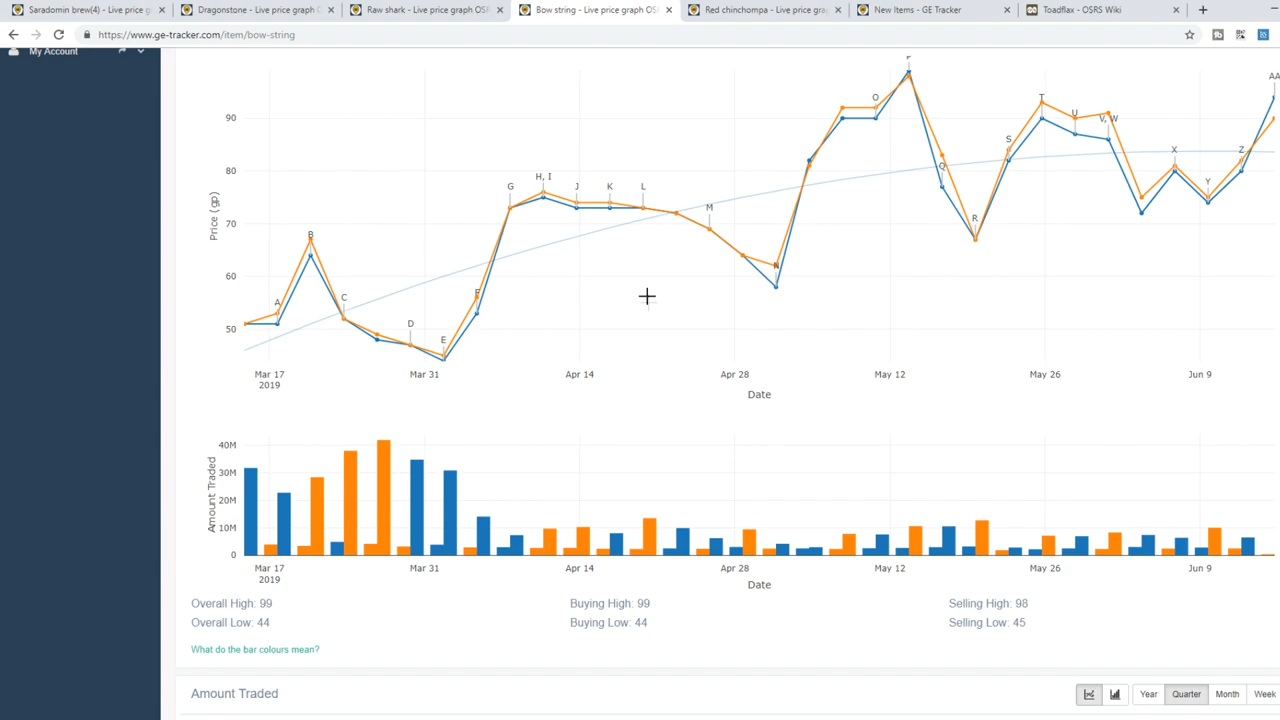 Saradomin brew(4) - Live price g
Dragonstone - Live price graph O
Raw shark - Live price graph OSR
Bow string - Live price graph OS
Red chinchompa - Live price gra
New Items - GE Tracker
Toadflax - OSRS Wiki
https://www.ge-tracker.com/item/bow-string
My Account
Price (gp)
90
80
70
60
50
A
B
C
D
E
F
G
H, I
J
K
L
M
N
O
P
Q
R
S
T
U
V, W
X
Y
Z
AA
Mar 17
2019
Mar 31
Apr 14
Apr 28
May 12
May 26
Jun 9
Date
Amount Traded
40M
30M
20M
10M
0
Mar 17
2019
Mar 31
Apr 14
Apr 28
May 12
May 26
Jun 9
Date
Overall High: 99 Buying High: 99 Selling High: 98
Overall Low: 44 Buying Low: 44 Selling Low: 45
What do the bar colours mean?
Amount Traded Year Quarter Month Week